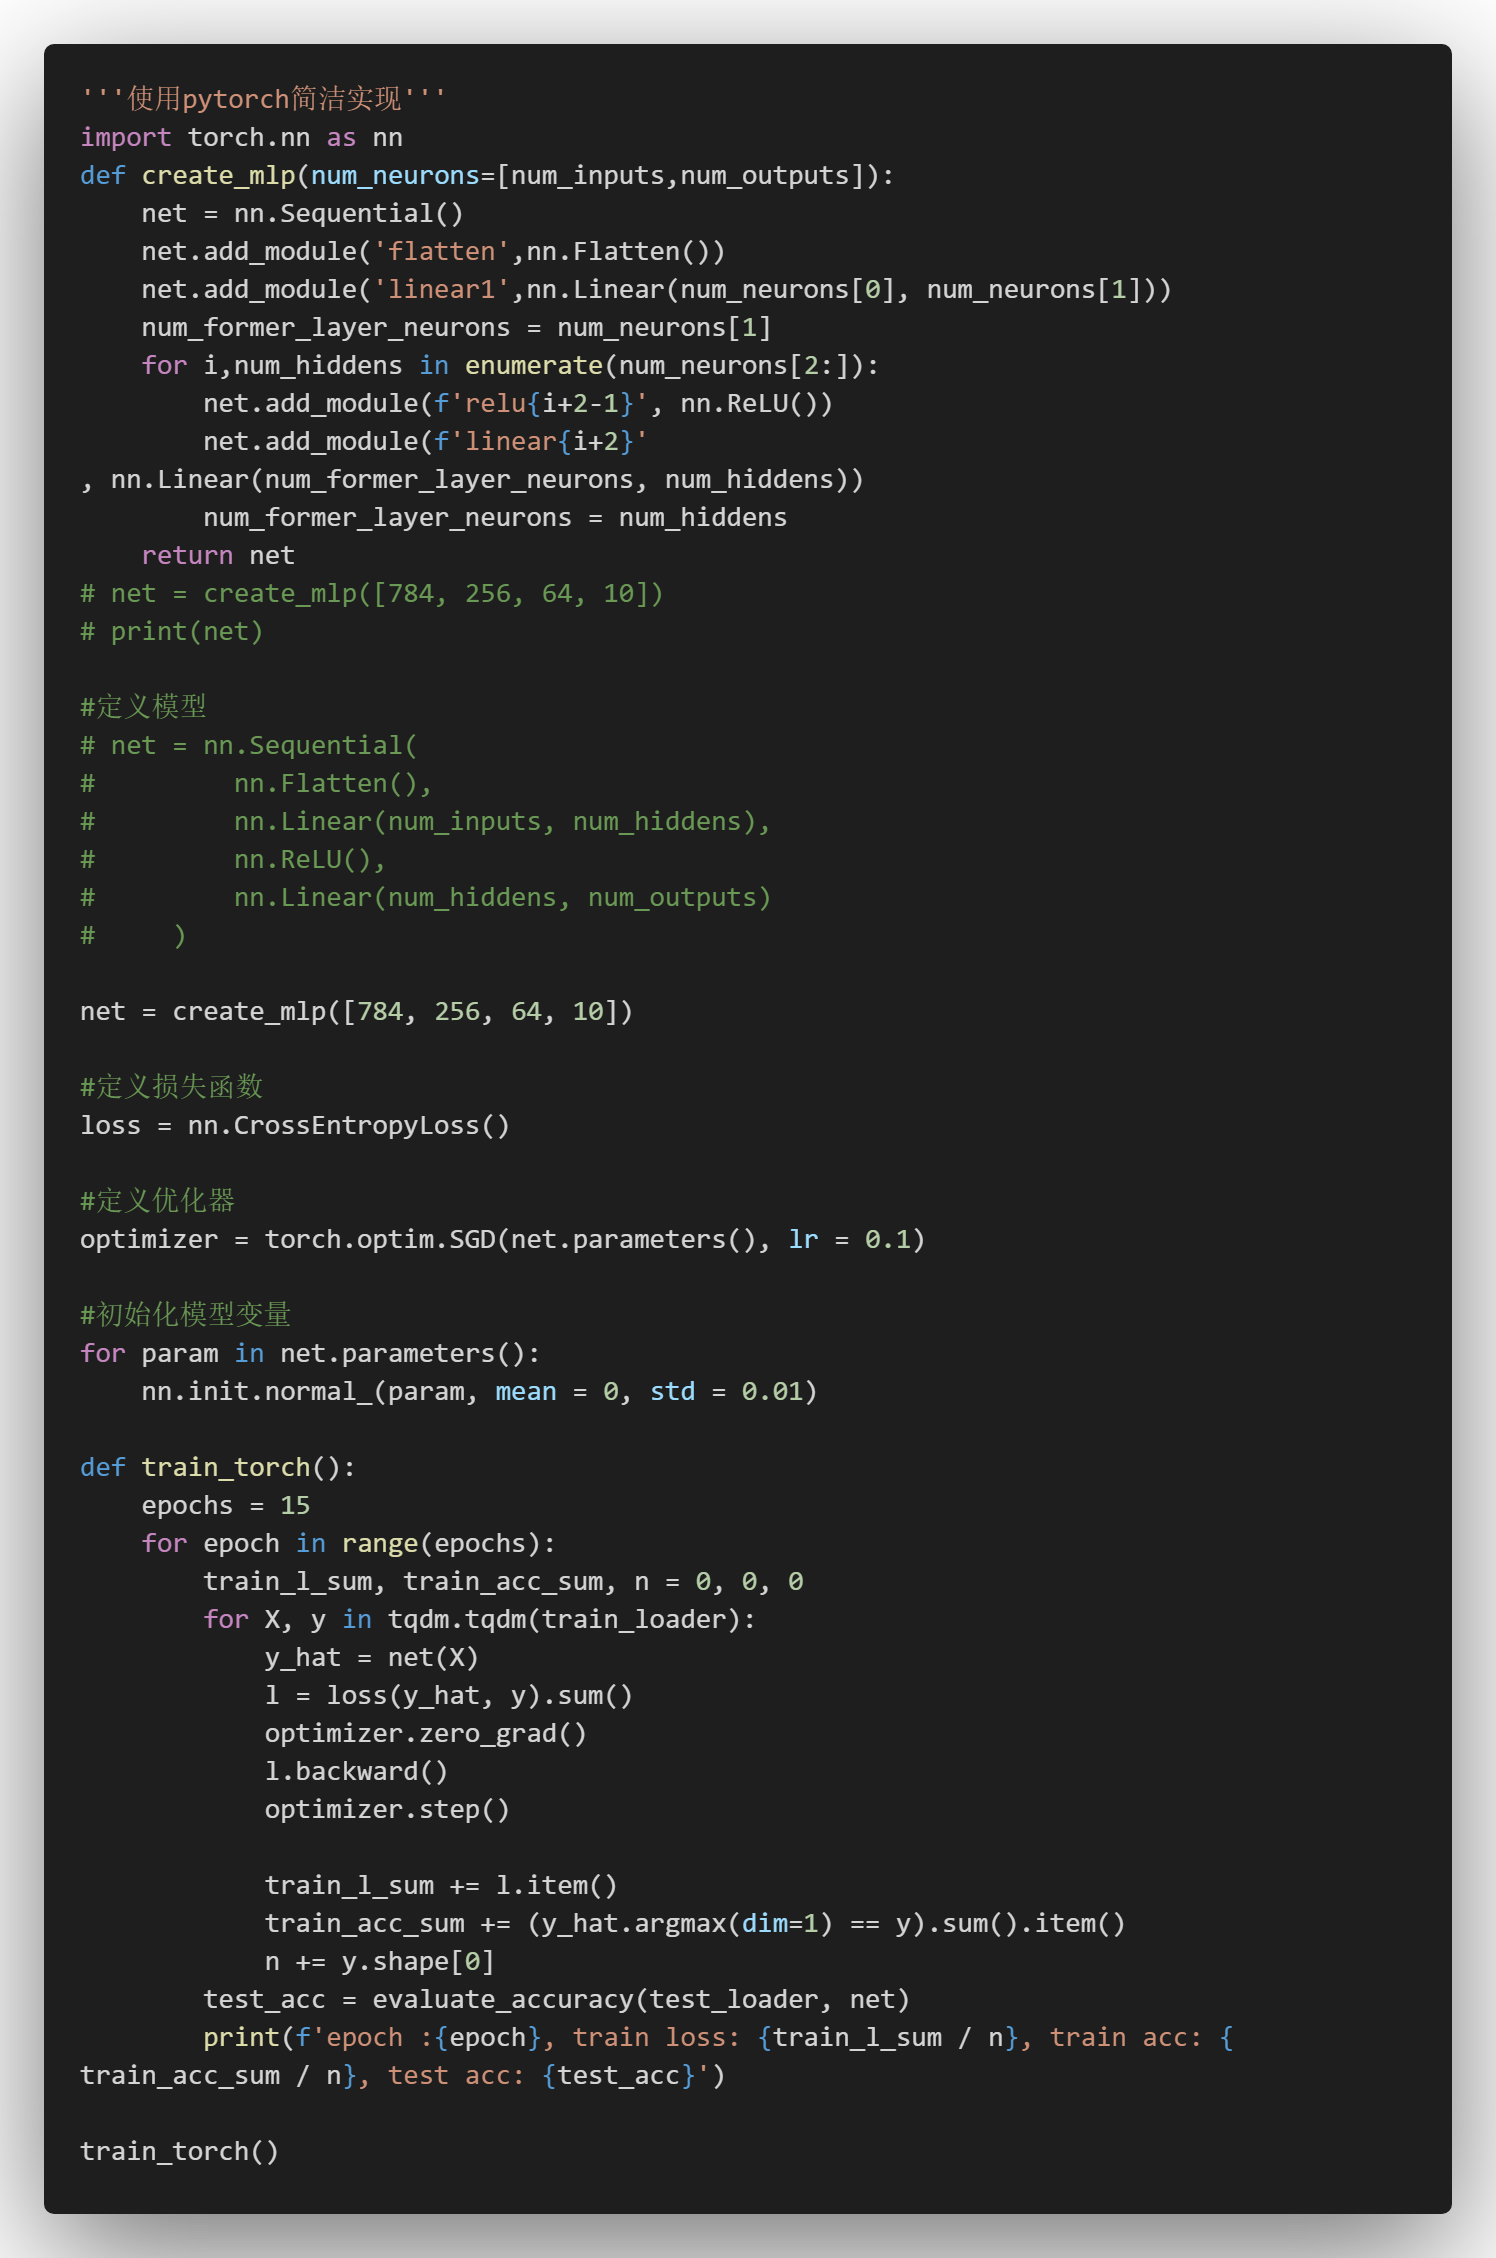 '''使用pytorch简洁实现'''
import torch.nn as nn
def create_mlp(num_neurons=[num_inputs,num_outputs]):
    net = nn.Sequential()
    net.add_module('flatten',nn.Flatten())
    net.add_module('linear1',nn.Linear(num_neurons[0], num_neurons[1]))
    num_former_layer_neurons = num_neurons[1]
    for i,num_hiddens in enumerate(num_neurons[2:]):
        net.add_module(f'relu{i+2-1}', nn.ReLU())
        net.add_module(f'linear{i+2}'
, nn.Linear(num_former_layer_neurons, num_hiddens))
        num_former_layer_neurons = num_hiddens
    return net
# net = create_mlp([784, 256, 64, 10])
# print(net)

#定义模型
# net = nn.Sequential(
#         nn.Flatten(),
#         nn.Linear(num_inputs, num_hiddens),
#         nn.ReLU(),
#         nn.Linear(num_hiddens, num_outputs)
#     )

net = create_mlp([784, 256, 64, 10])

#定义损失函数
loss = nn.CrossEntropyLoss()

#定义优化器
optimizer = torch.optim.SGD(net.parameters(), lr = 0.1)

#初始化模型变量
for param in net.parameters():
    nn.init.normal_(param, mean = 0, std = 0.01)

def train_torch():
    epochs = 15
    for epoch in range(epochs):
        train_l_sum, train_acc_sum, n = 0, 0, 0
        for X, y in tqdm.tqdm(train_loader):
            y_hat = net(X)
            l = loss(y_hat, y).sum()
            optimizer.zero_grad()
            l.backward()
            optimizer.step()

            train_l_sum += l.item()
            train_acc_sum += (y_hat.argmax(dim=1) == y).sum().item()
            n += y.shape[0]
        test_acc = evaluate_accuracy(test_loader, net)
        print(f'epoch :{epoch}, train loss: {train_l_sum / n}, train acc: {
train_acc_sum / n}, test acc: {test_acc}')

train_torch()